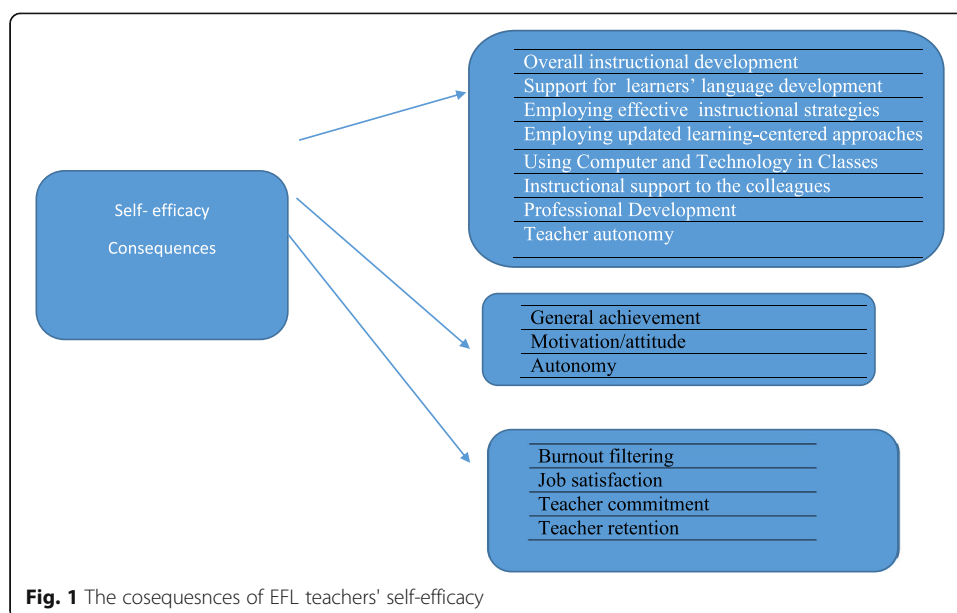 Self- efficacy
Consequences
Overall instructional development
Support for learners' language development
Employing effective instructional strategies
Employing updated learning-centered approaches
Using Computer and Technology in Classes
Instructional support to the colleagues
Professional Development
Teacher autonomy
General achievement
Motivation/attitude
Autonomy
Burnout filtering
Job satisfaction
Teacher commitment
Teacher retention
Fig. 1 The cosequesnces of EFL teachers' self-efficacy